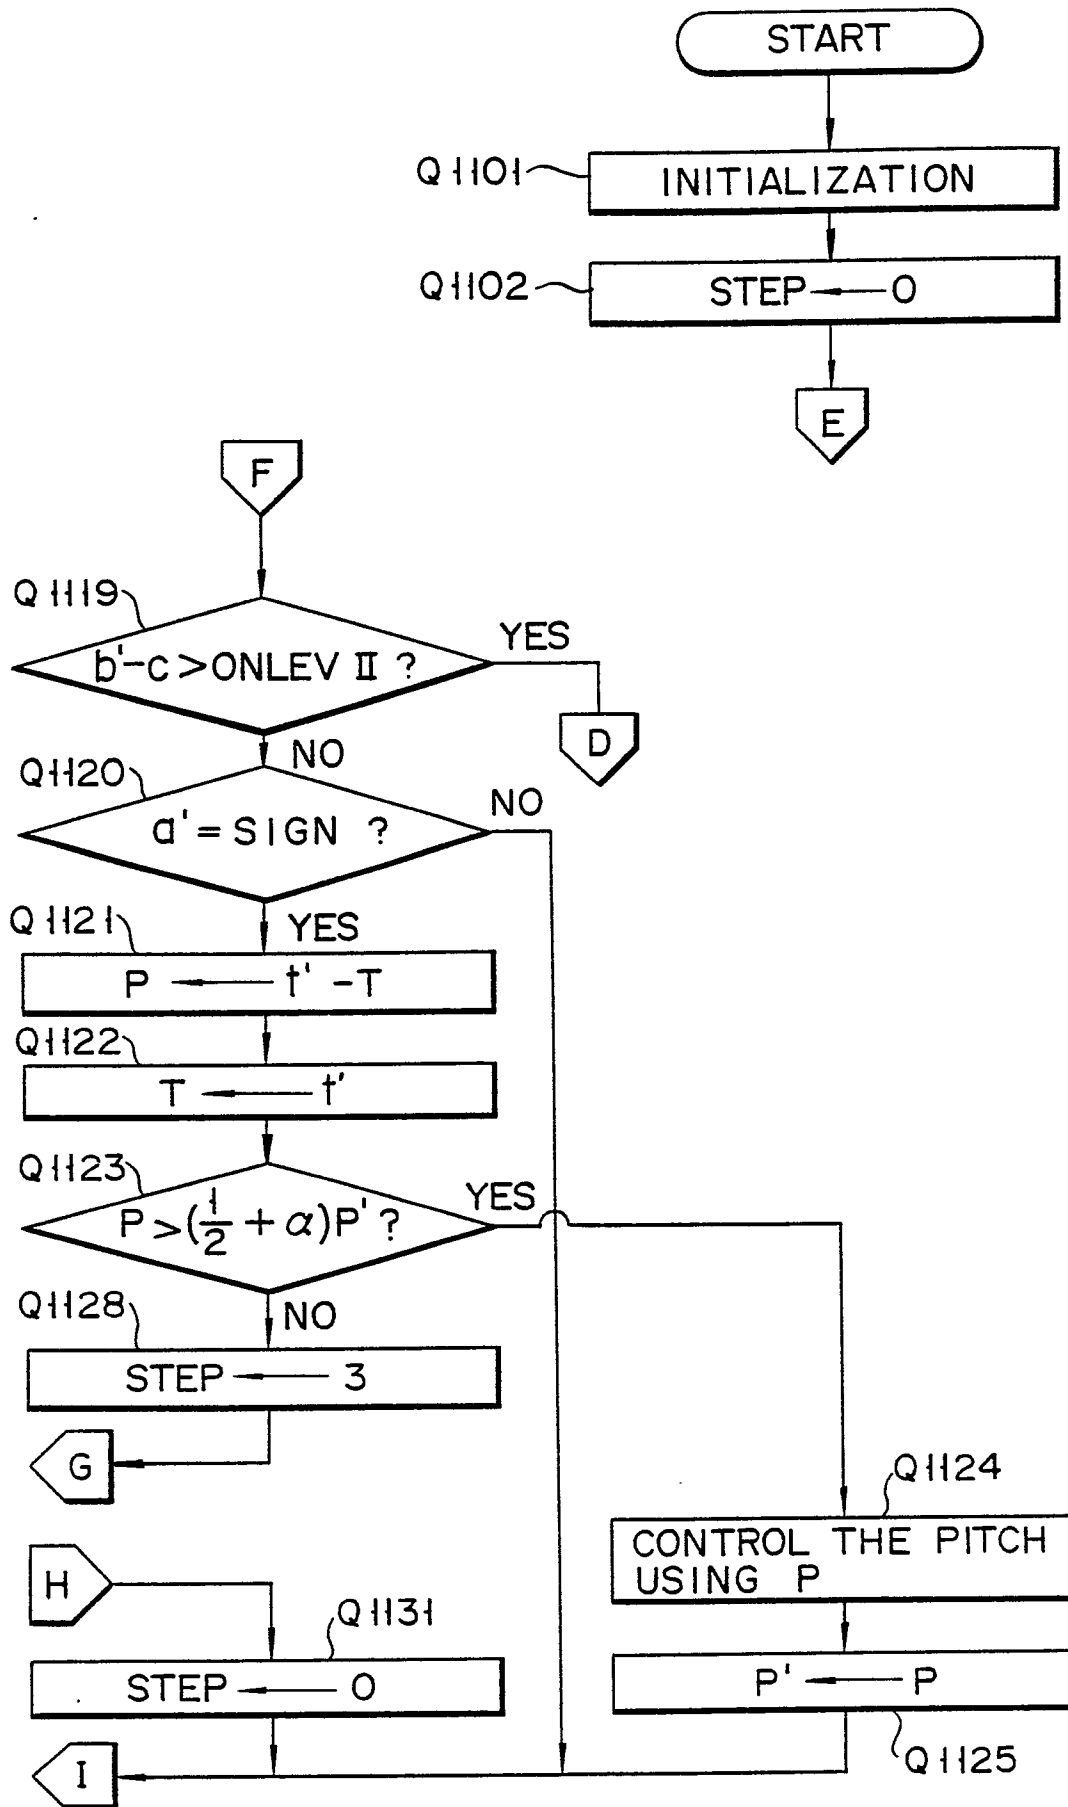 START
Q1101
INITIALIZATION
Q1102
STEP ← 0
E
F
Q1119
b'-c > ONLEV II ?
YES
D
NO
Q1120
a' = SIGN ?
NO
YES
Q1121
P ← t' - T
Q1122
T ← t'
Q1123
P > (1/2 + α) P' ?
YES
NO
Q1128
STEP ← 3
G
Q1124
CONTROL THE PITCH
USING P
H
Q1131
STEP ← 0
P' ← P
Q1125
I